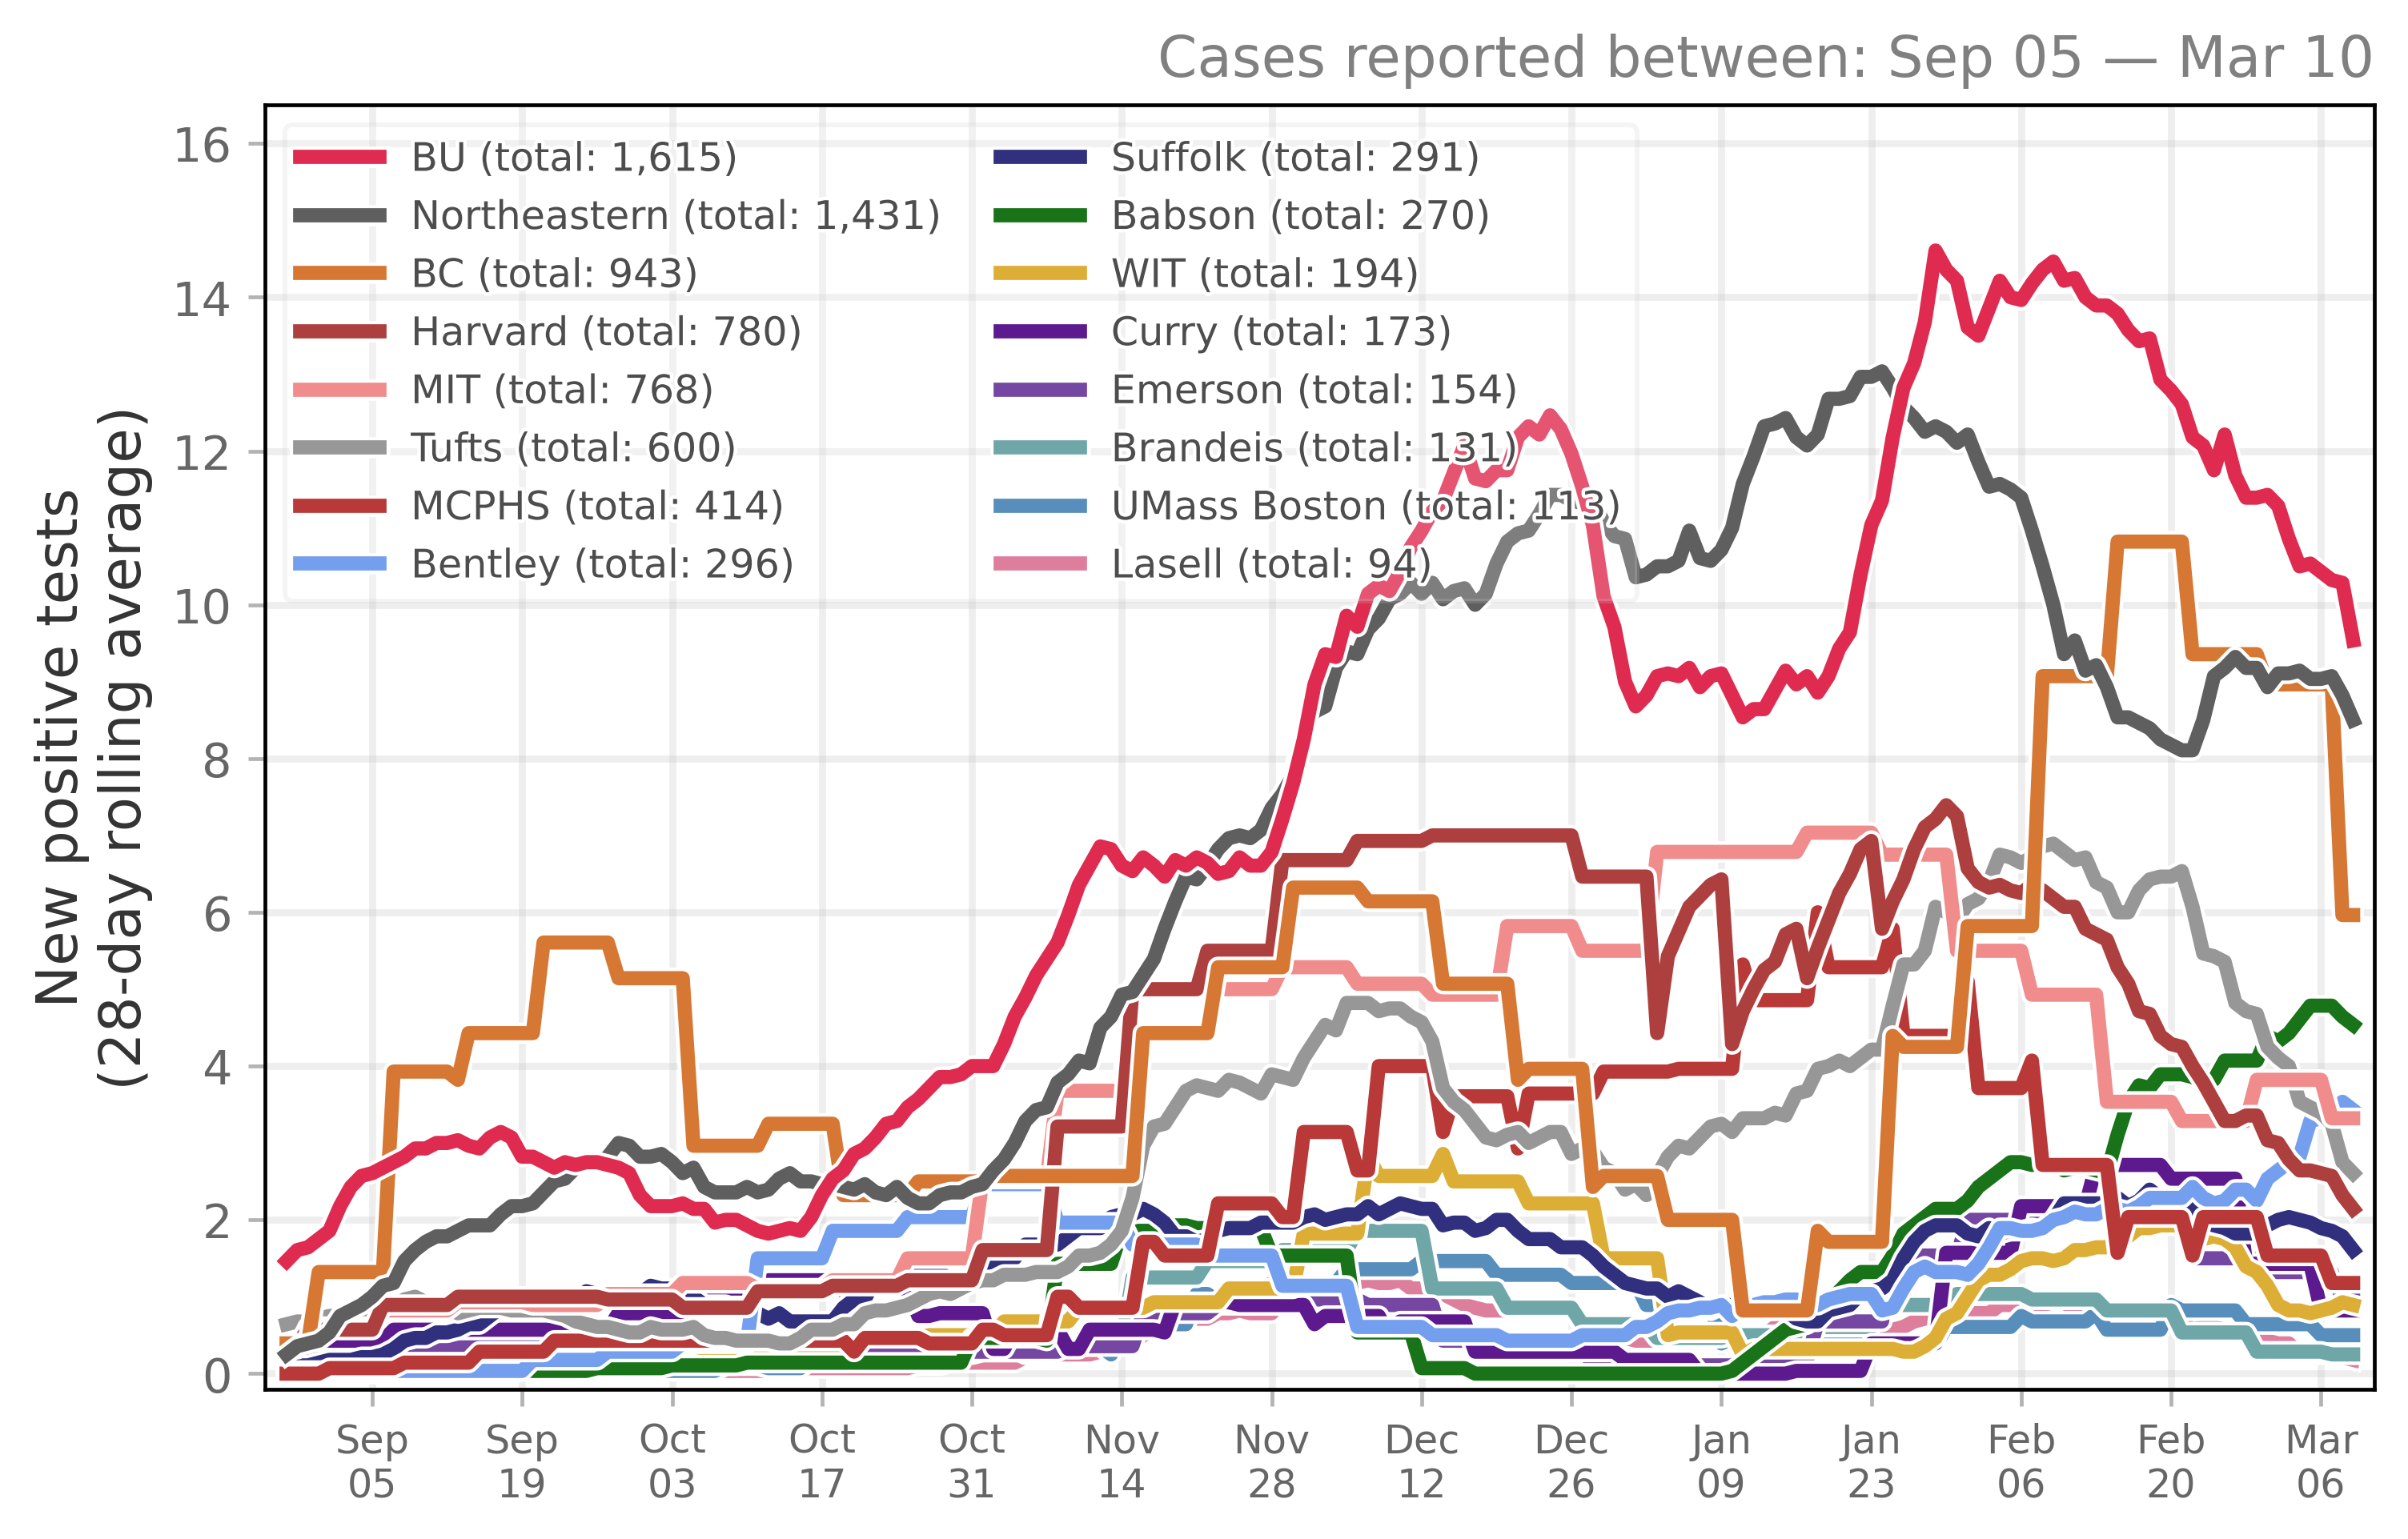 Cases reported between: Sep 05 — Mar 10
New positive tests
(28-day rolling average)
16
14
12
10
8
6
4
2
0
BU (total: 1,615)
Northeastern (total: 1,431)
BC (total: 943)
Harvard (total: 780)
MIT (total: 768)
Tufts (total: 600)
MCPHS (total: 414)
Bentley (total: 296)
Suffolk (total: 291)
Babson (total: 270)
WIT (total: 194)
Curry (total: 173)
Emerson (total: 154)
Brandeis (total: 131)
UMass Boston (total: 113)
Lasell (total: 94)
Sep
05
Sep
19
Oct
03
Oct
17
Oct
31
Nov
14
Nov
28
Dec
12
Dec
26
Jan
09
Jan
23
Feb
06
Feb
20
Mar
06